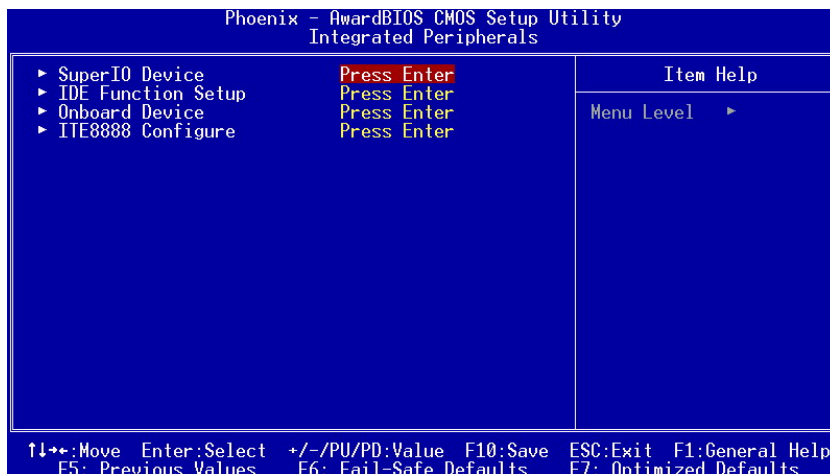 Phoenix - AwardBIOS CMOS Setup Utility
Integrated Peripherals
► SuperIO Device Press Enter
► IDE Function Setup Press Enter
► Onboard Device Press Enter
► ITE8888 Configure Press Enter
Item Help
Menu Level ►
↑↓→←:Move Enter:Select +/-/PU/PD:Value F10:Save ESC:Exit F1:General Help
F5: Previous Values F6: Fail-Safe Defaults F7: Optimized Defaults